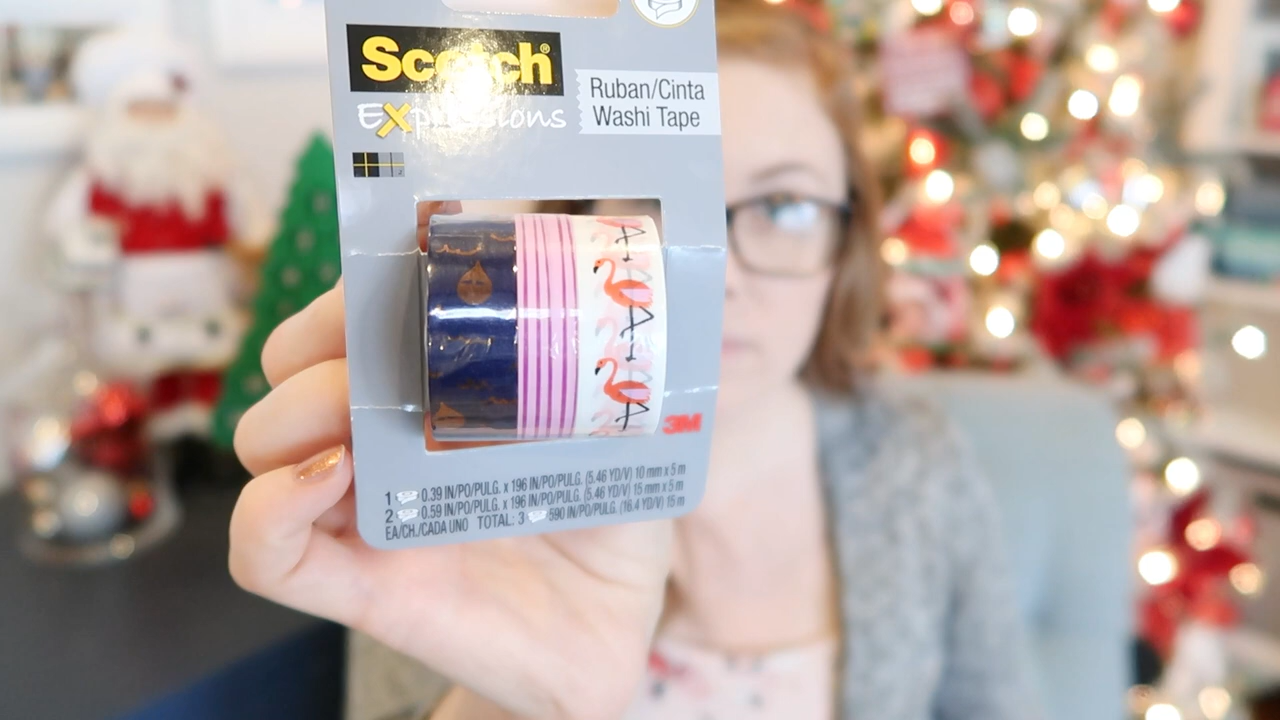 Scotch®
Expressions
Ruban/Cinta
Washi Tape
3M
1 0.39 IN/PO/PULG. x 196 IN/PO/PULG. (5.46 YD/V) 10 mm x 5 m
2 0.59 IN/PO/PULG. x 196 IN/PO/PULG. (5.46 YD/V) 15 mm x 5 m
EA/CH./CADA UNO TOTAL: 3 590 IN/PO/PULG. (16.4 YD/V) 15 m